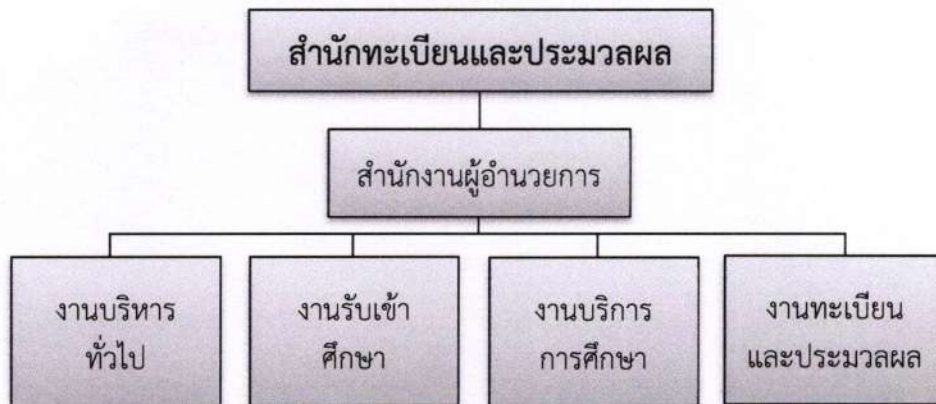 สำนักทะเบียนและประมวลผล
สำนักงานผู้อำนวยการ
งานบริหาร
ทั่วไป
งานรับเข้า
ศึกษา
งานบริการ
การศึกษา
งานทะเบียน
และประมวลผล